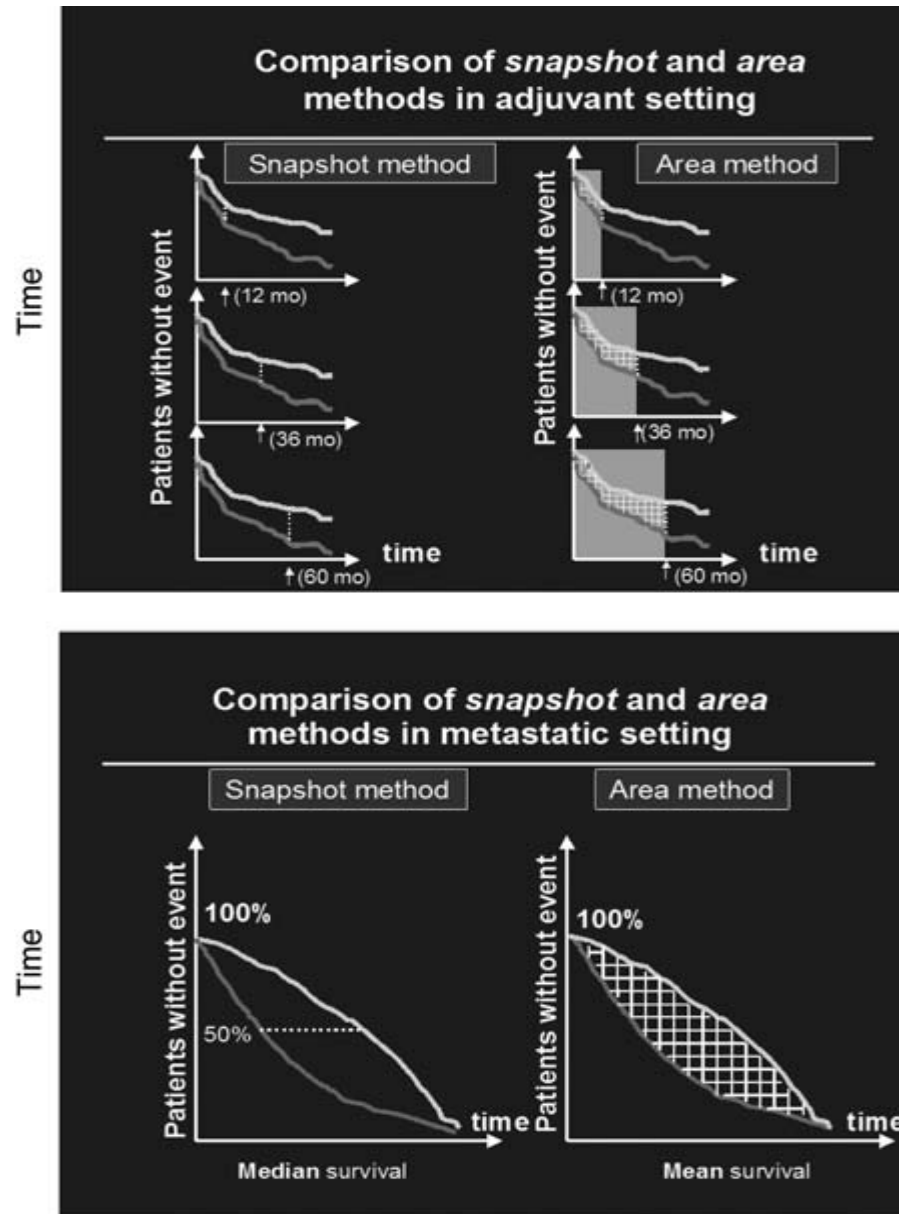 Comparison of snapshot and area
methods in adjuvant setting
Snapshot method
Area method
Time
Patients without event
(12 mo)
(36 mo)
time
(60 mo)
Patients without event
(12 mo)
(36 mo)
time
(60 mo)
Comparison of snapshot and area
methods in metastatic setting
Snapshot method
Area method
Time
Patients without event
100%
50%
time
Median survival
Patients without event
100%
time
Mean survival